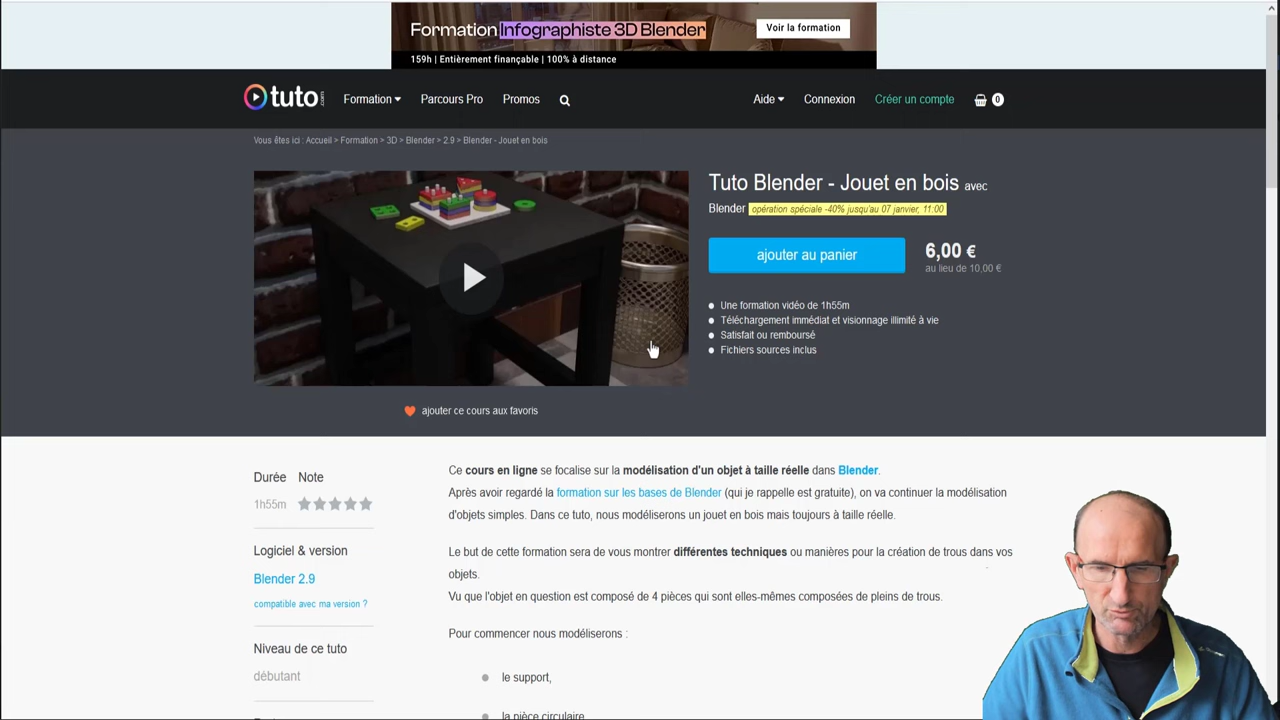 Formation Infographiste 3D Blender
Voir la formation
159h | Entièrement finançable | 100% à distance
tuto.com
Formation
Parcours Pro
Promos
Aide
Connexion
Créer un compte
0
Vous êtes ici : Accueil > Formation > 3D > Blender > 2.9 > Blender - Jouet en bois
Tuto Blender - Jouet en bois avec
Blender opération spéciale -40% jusqu'au 07 janvier, 11:00
ajouter au panier
6,00 €
au lieu de 10,00 €
Une formation vidéo de 1h55m
Téléchargement immédiat et visionnage illimité à vie
Satisfait ou remboursé
Fichiers sources inclus
ajouter ce cours aux favoris
Durée Note
1h55m
Logiciel & version
Blender 2.9
compatible avec ma version ?
Niveau de ce tuto
débutant
Ce cours en ligne se focalise sur la modélisation d'un objet à taille réelle dans Blender.
Après avoir regardé la formation sur les bases de Blender (qui je rappelle est gratuite), on va continuer la modélisation
d'objets simples. Dans ce tuto, nous modéliserons un jouet en bois mais toujours à taille réelle.
Le but de cette formation sera de vous montrer différentes techniques ou manières pour la création de trous dans vos
objets.
Vu que l'objet en question est composé de 4 pièces qui sont elles-mêmes composées de pleins de trous.
Pour commencer nous modéliserons :
le support,
la pièce circulaire